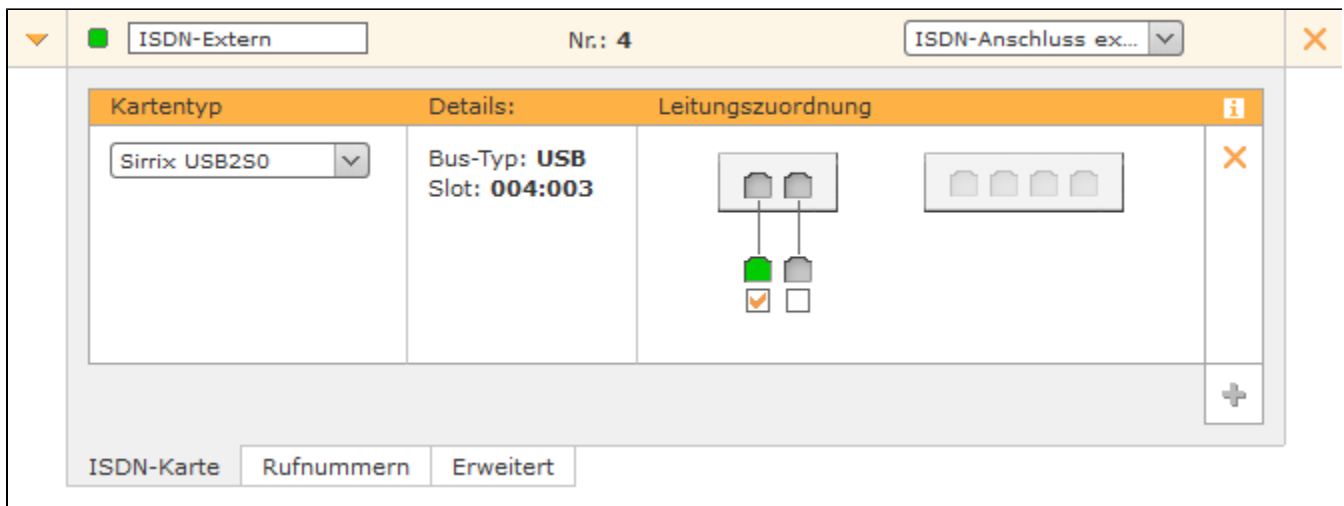 ISDN-Extern Nr.: 4 ISDN-Anschluss ex...
Kartentyp Details: Leitungszuordnung i
Sirrix USB2S0 Bus-Typ: USB
Slot: 004:003
ISDN-Karte Rufnummern Erweitert